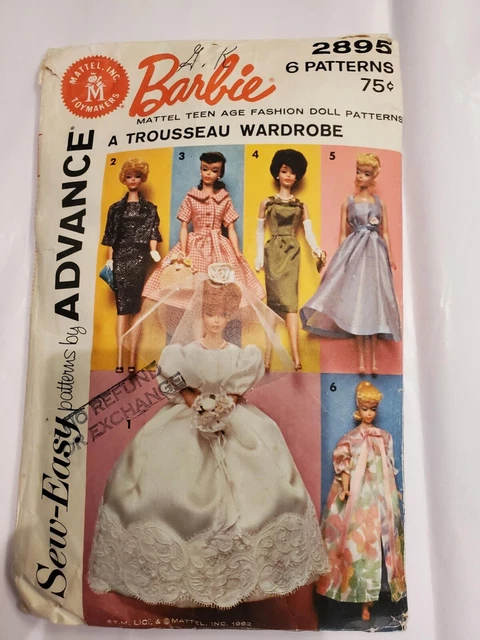 G. K
2895
6 PATTERNS
75¢
MATTEL, INC.
M
TOYMAKERS
Barbie®
MATTEL TEEN AGE FASHION DOLL PATTERNS
A TROUSSEAU WARDROBE
Sew-Easy patterns by ADVANCE
2
3
4
5
NO REFUND
OR EXCHANGE
1
6
® T.M. LIC. & © MATTEL, INC. 1962